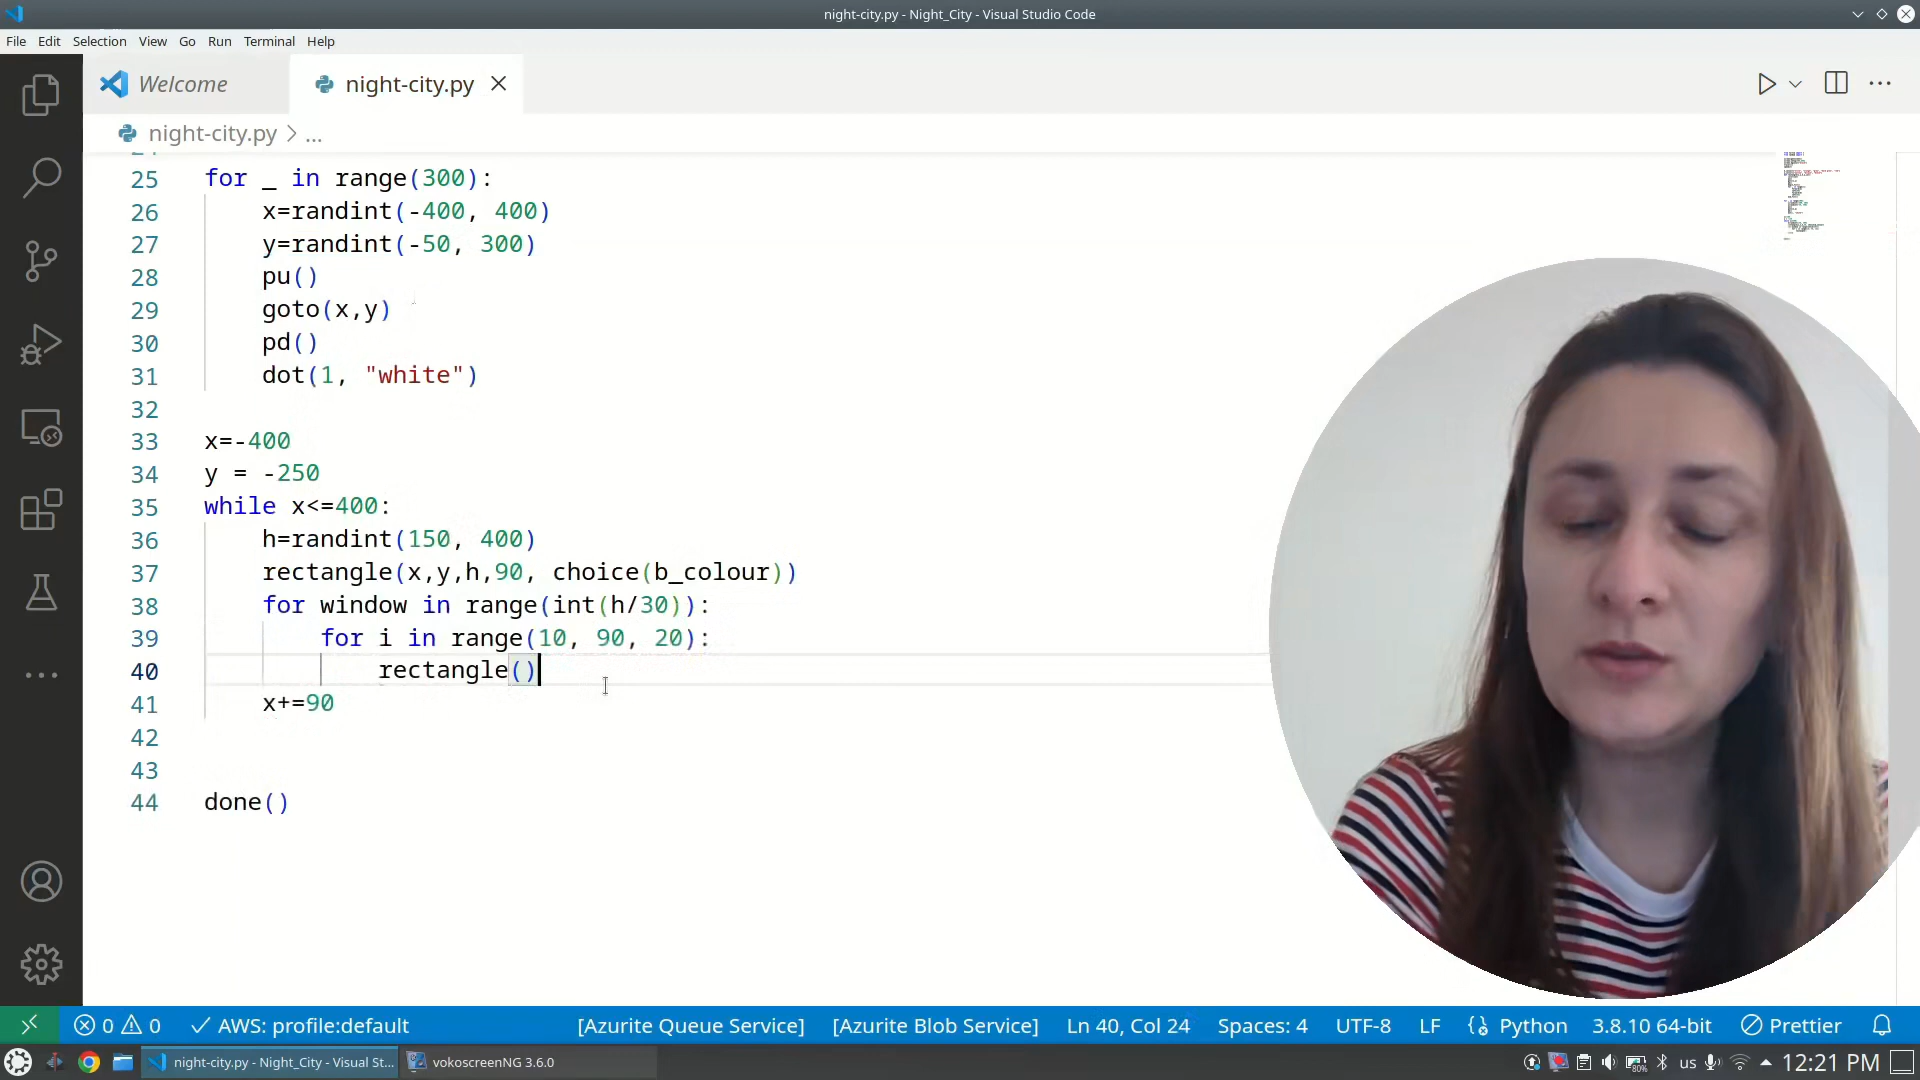 night-city.py - Night_City - Visual Studio Code
File Edit Selection View Go Run Terminal Help
Welcome night-city.py
night-city.py > ...
25 for _ in range(300):
26 x=randint(-400, 400)
27 y=randint(-50, 300)
28 pu()
29 goto(x,y)
30 pd()
31 dot(1, "white")
32
33 x=-400
34 y = -250
35 while x<=400:
36 h=randint(150, 400)
37 rectangle(x,y,h,90, choice(b_colour))
38 for window in range(int(h/30)):
39 for i in range(10, 90, 20):
40 rectangle()
41 x+=90
42
43
44 done()
0 0 AWS: profile:default [Azurite Queue Service] [Azurite Blob Service] Ln 40, Col 24 Spaces: 4 UTF-8 LF Python 3.8.10 64-bit Prettier
night-city.py - Night_City - Visual St... vokoscreenNG 3.6.0 80% us 12:21 PM